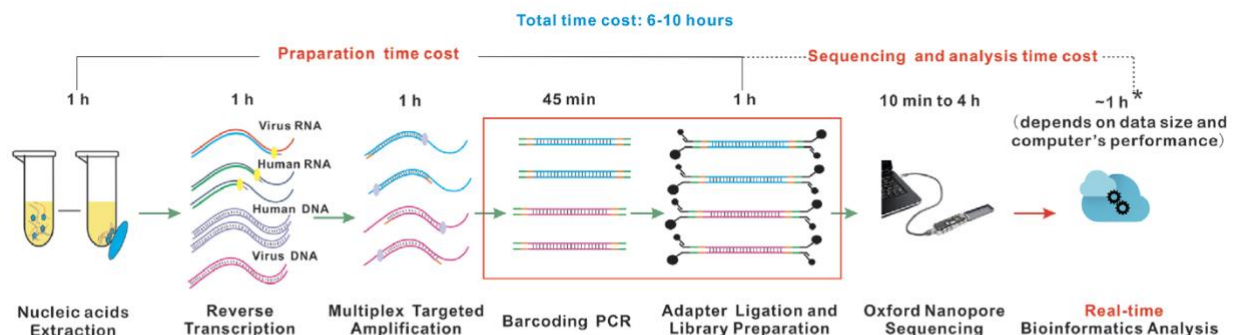 Total time cost: 6-10 hours
Praparation time cost
Sequencing and analysis time cost
1 h
1 h
1 h
45 min
1 h
10 min to 4 h
~1 h*
(depends on data size and
computer's performance)
Virus RNA
Human RNA
Human DNA
Virus DNA
Nucleic acids
Extraction
Reverse
Transcription
Multiplex Targeted
Amplification
Barcoding PCR
Adapter Ligation and
Library Preparation
Oxford Nanopore
Sequencing
Real-time
Bioinformatics Analysis